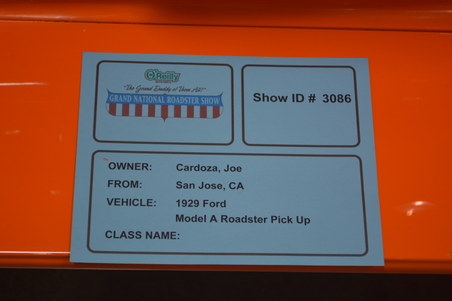 O'Reilly
"The Grand Daddy of Them All!"
GRAND NATIONAL ROADSTER SHOW
Show ID # 3086
OWNER: Cardoza, Joe
FROM: San Jose, CA
VEHICLE: 1929 Ford
Model A Roadster Pick Up
CLASS NAME: